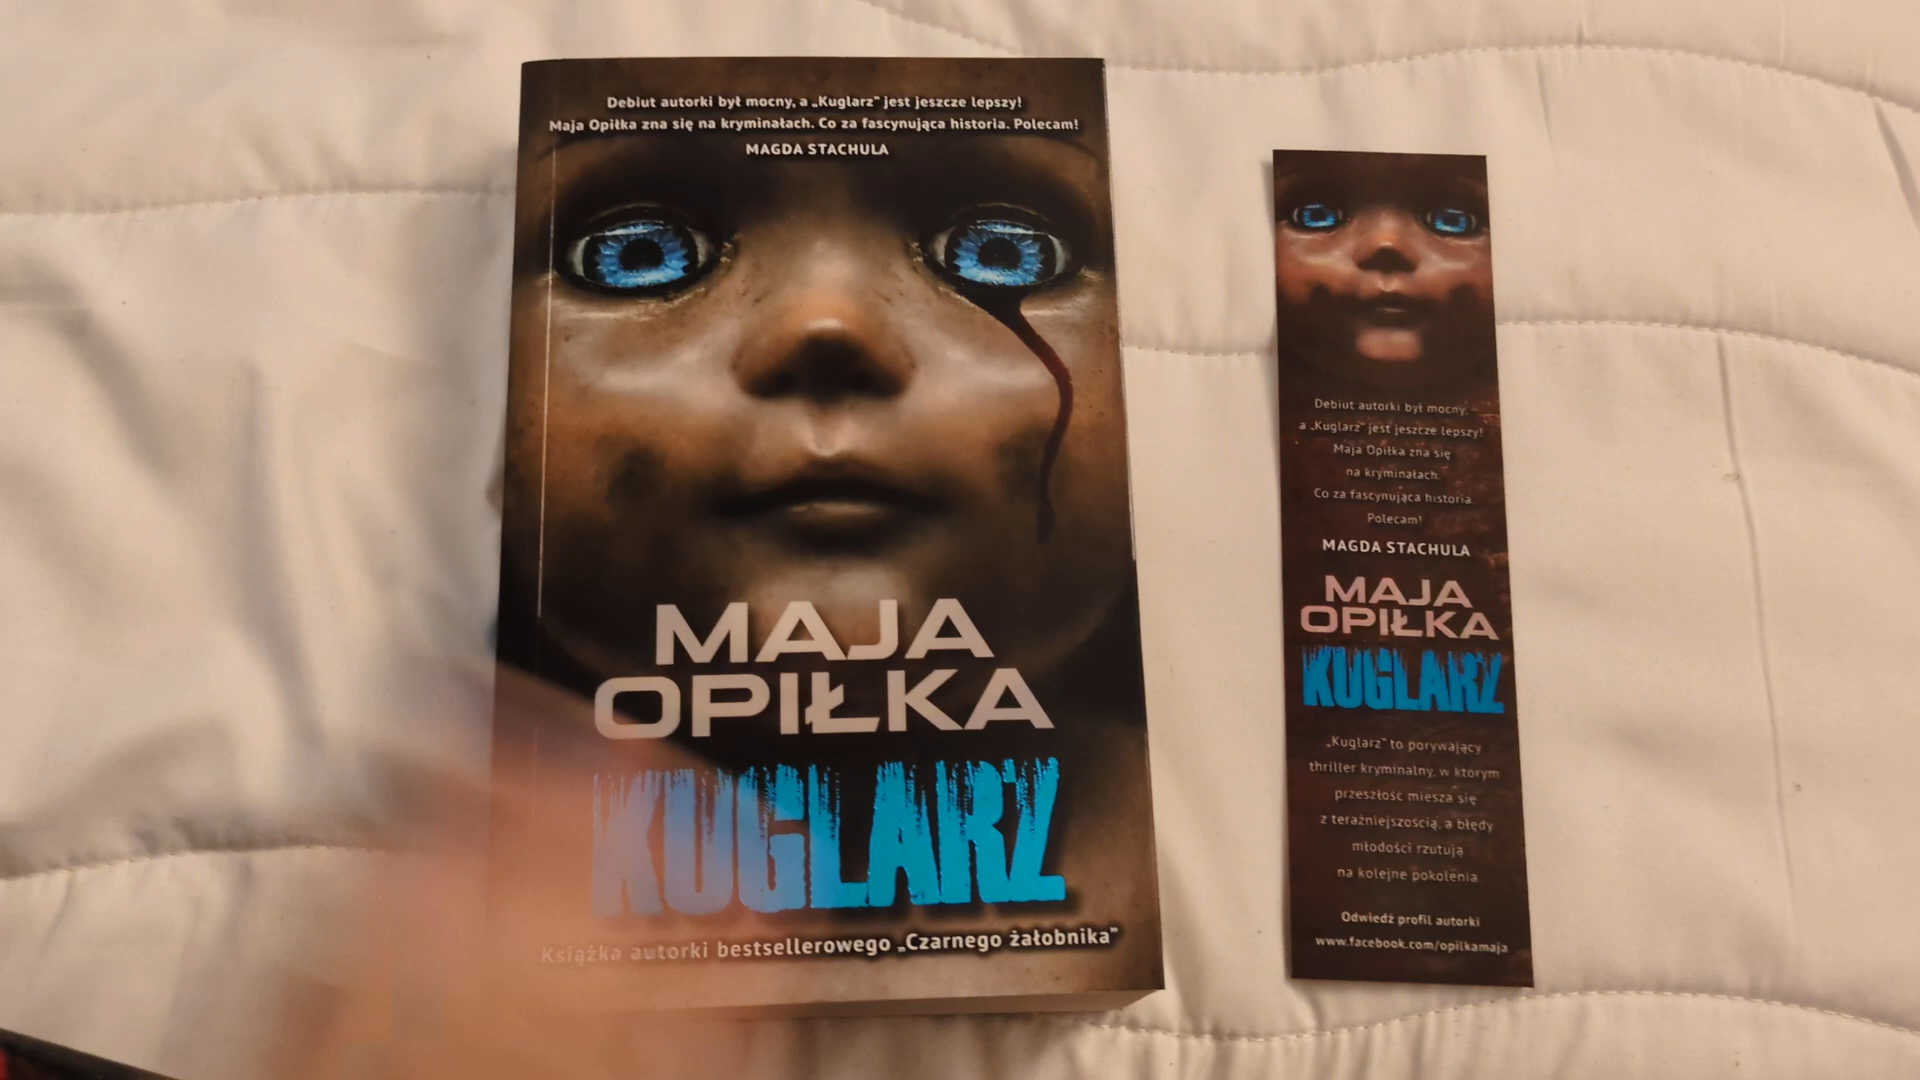 Debiut autorki był mocny, a „Kuglarz” jest jeszcze lepszy!
Maja Opiłka zna się na kryminałach. Co za fascynująca historia. Polecam!
MAGDA STACHULA
MAJA
OPIŁKA
KUGLARZ
Książka autorki bestsellerowego „Czarnego żałobnika”
Debiut autorki był mocny,
a „Kuglarz” jest jeszcze lepszy!
Maja Opiłka zna się
na kryminałach.
Co za fascynująca historia.
Polecam!
MAGDA STACHULA
MAJA
OPIŁKA
KUGLARZ
„Kuglarz” to porywający
thriller kryminalny, w którym
przeszłość miesza się
z teraźniejszością, a błędy
młodości rzutują
na kolejne pokolenia.
Odwiedź profil autorki
www.facebook.com/opilkamaja